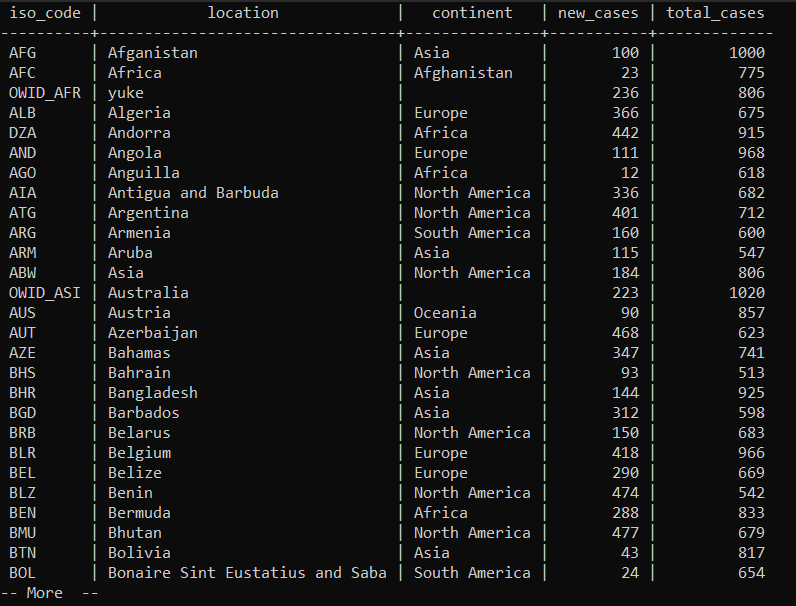 iso_code | location | continent | new_cases | total_cases
----------+--------------------------------+---------------+-----------+-------------
AFG | Afganistan | Asia | 100 | 1000
AFC | Africa | Afghanistan | 23 | 775
OWID_AFR | yuke | | 236 | 806
ALB | Algeria | Europe | 366 | 675
DZA | Andorra | Africa | 442 | 915
AND | Angola | Europe | 111 | 968
AGO | Anguilla | Africa | 12 | 618
AIA | Antigua and Barbuda | North America | 336 | 682
ATG | Argentina | North America | 401 | 712
ARG | Armenia | South America | 160 | 600
ARM | Aruba | Asia | 115 | 547
ABW | Asia | North America | 184 | 806
OWID_ASI | Australia | | 223 | 1020
AUS | Austria | Oceania | 90 | 857
AUT | Azerbaijan | Europe | 468 | 623
AZE | Bahamas | Asia | 347 | 741
BHS | Bahrain | North America | 93 | 513
BHR | Bangladesh | Asia | 144 | 925
BGD | Barbados | Asia | 312 | 598
BRB | Belarus | North America | 150 | 683
BLR | Belgium | Europe | 418 | 966
BEL | Belize | Europe | 290 | 669
BLZ | Benin | North America | 474 | 542
BEN | Bermuda | Africa | 288 | 833
BMU | Bhutan | North America | 477 | 679
BTN | Bolivia | Asia | 43 | 817
BOL | Bonaire Sint Eustatius and Saba | South America | 24 | 654
-- More --